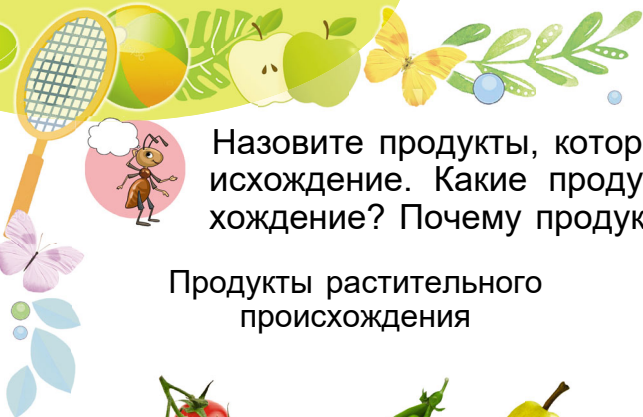 Назовите продукты, котор
исхождение. Какие проду
хождение? Почему продук
Продукты растительного
происхождения